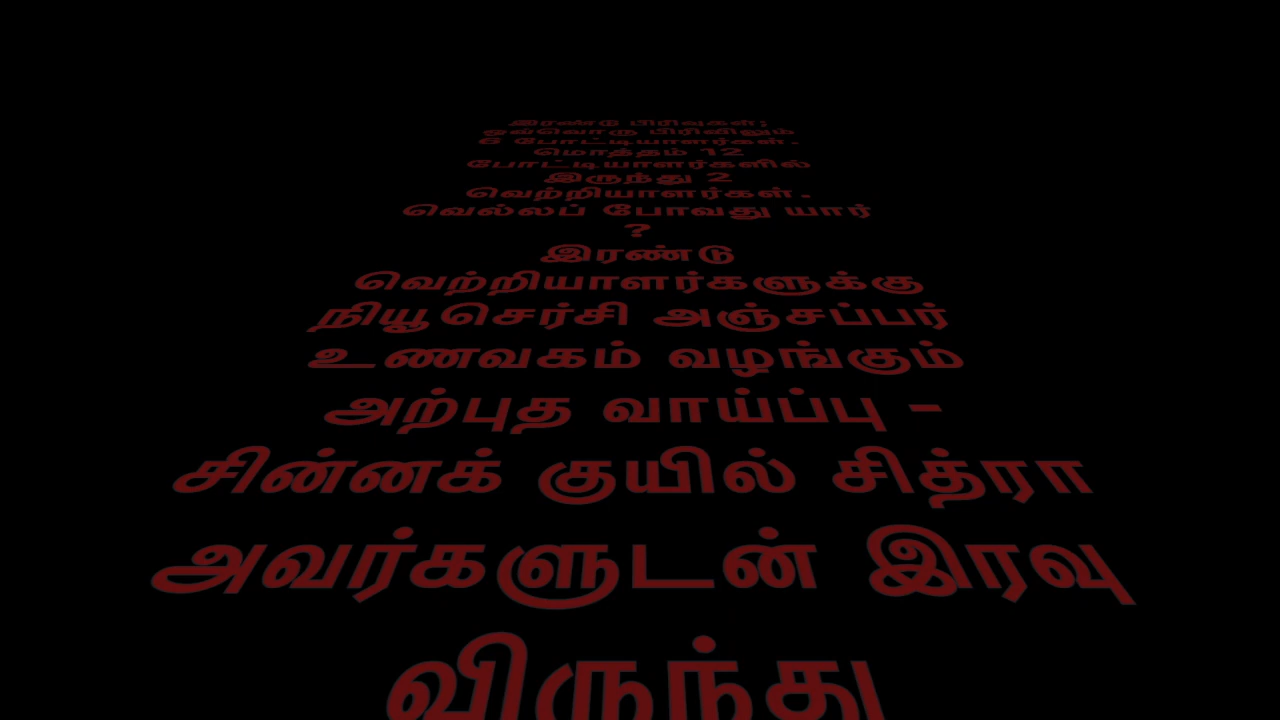 இரண்டு பிரிவுகள்;
ஒவ்வொரு பிரிவிலும்
6 போட்டியாளர்கள்.
மொத்தம் 12
போட்டியாளர்களில்
இருந்து 2
வெற்றியாளர்கள்.
வெல்லப் போவது யார்
?
இரண்டு
வெற்றியாளர்களுக்கு
நியூ செர்சி அஞ்சப்பர்
உணவகம் வழங்கும்
அற்புத வாய்ப்பு -
சின்னக் குயில் சித்ரா
அவர்களுடன் இரவு
விருந்து